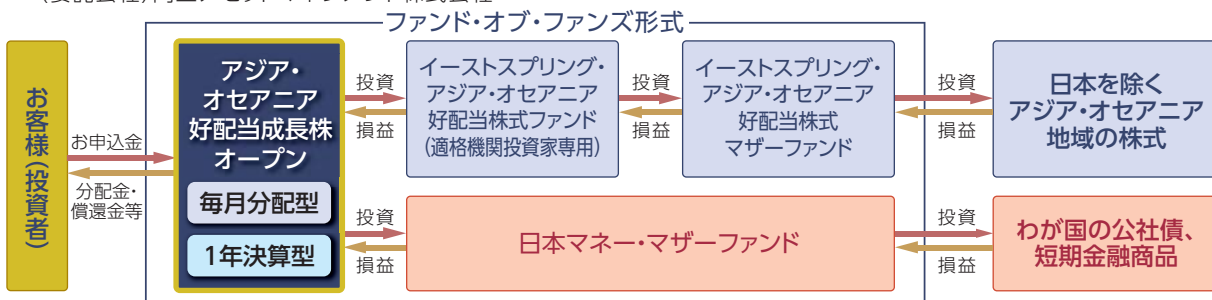 ファンド・オブ・ファンズ形式
お客様(投資者)
お申込金
分配金・
償還金等
アジア・
オセアニア
好配当成長株
オープン
毎月分配型
1年決算型
投資
損益
イーストスプリング・
アジア・オセアニア
好配当株式ファンド
(適格機関投資家専用)
投資
損益
イーストスプリング・
アジア・オセアニア
好配当株式
マザーファンド
投資
損益
日本を除く
アジア・オセアニア
地域の株式
投資
損益
日本マネー・マザーファンド
投資
損益
わが国の公社債、
短期金融商品